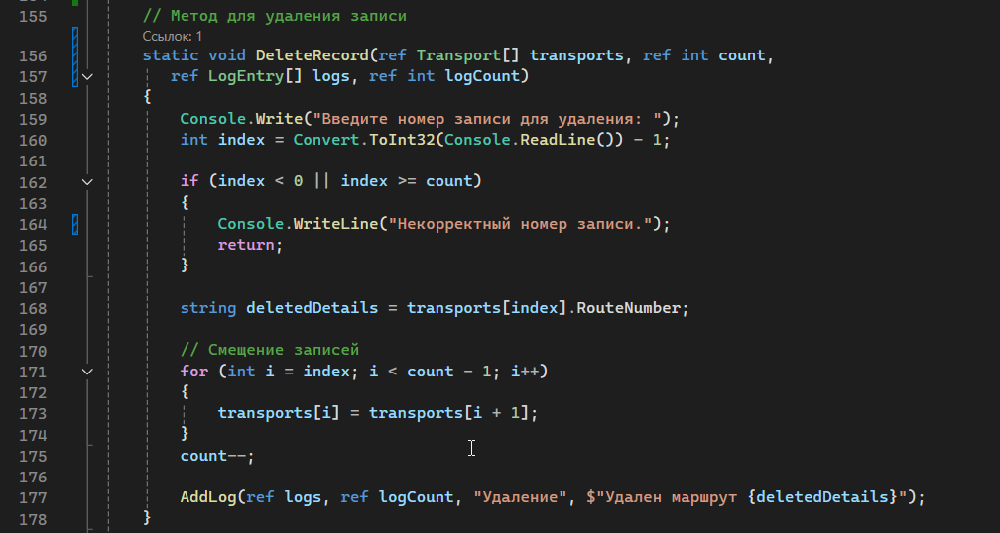 155 // Метод для удаления записи
Ссылок: 1
156 static void DeleteRecord(ref Transport[] transports, ref int count,
157 ref LogEntry[] logs, ref int logCount)
158 {
159 Console.Write("Введите номер записи для удаления: ");
160 int index = Convert.ToInt32(Console.ReadLine()) - 1;
161
162 if (index < 0 || index >= count)
163 {
164 Console.WriteLine("Некорректный номер записи.");
165 return;
166 }
167
168 string deletedDetails = transports[index].RouteNumber;
169
170 // Смещение записей
171 for (int i = index; i < count - 1; i++)
172 {
173 transports[i] = transports[i + 1];
174 }
175 count--;
176
177 AddLog(ref logs, ref logCount, "Удаление", $"Удален маршрут {deletedDetails}");
178 }